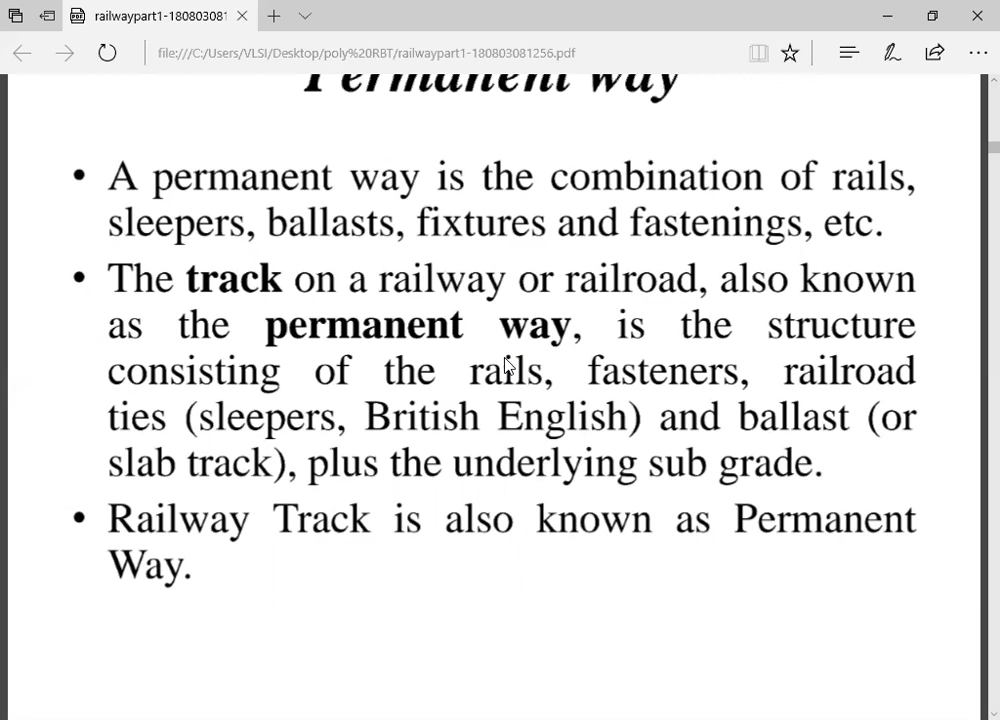 railwaypart1-180803081
file:///C:/Users/VLSI/Desktop/poly%20RBT/railwaypart1-180803081256.pdf
Permanent way
• A permanent way is the combination of rails,
sleepers, ballasts, fixtures and fastenings, etc.
• The track on a railway or railroad, also known
as the permanent way, is the structure
consisting of the rails, fasteners, railroad
ties (sleepers, British English) and ballast (or
slab track), plus the underlying sub grade.
• Railway Track is also known as Permanent
Way.